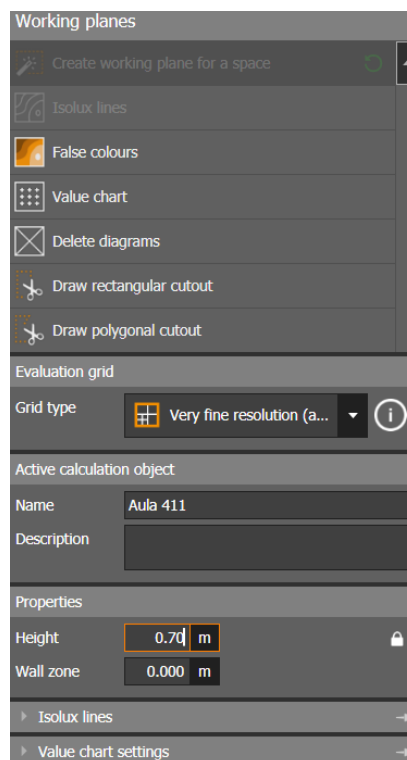 Working planes
Create working plane for a space
Isolux lines
False colours
Value chart
Delete diagrams
Draw rectangular cutout
Draw polygonal cutout
Evaluation grid
Grid type Very fine resolution (a...
Active calculation object
Name Aula 411
Description
Properties
Height 0.70 m
Wall zone 0.000 m
Isolux lines
Value chart settings